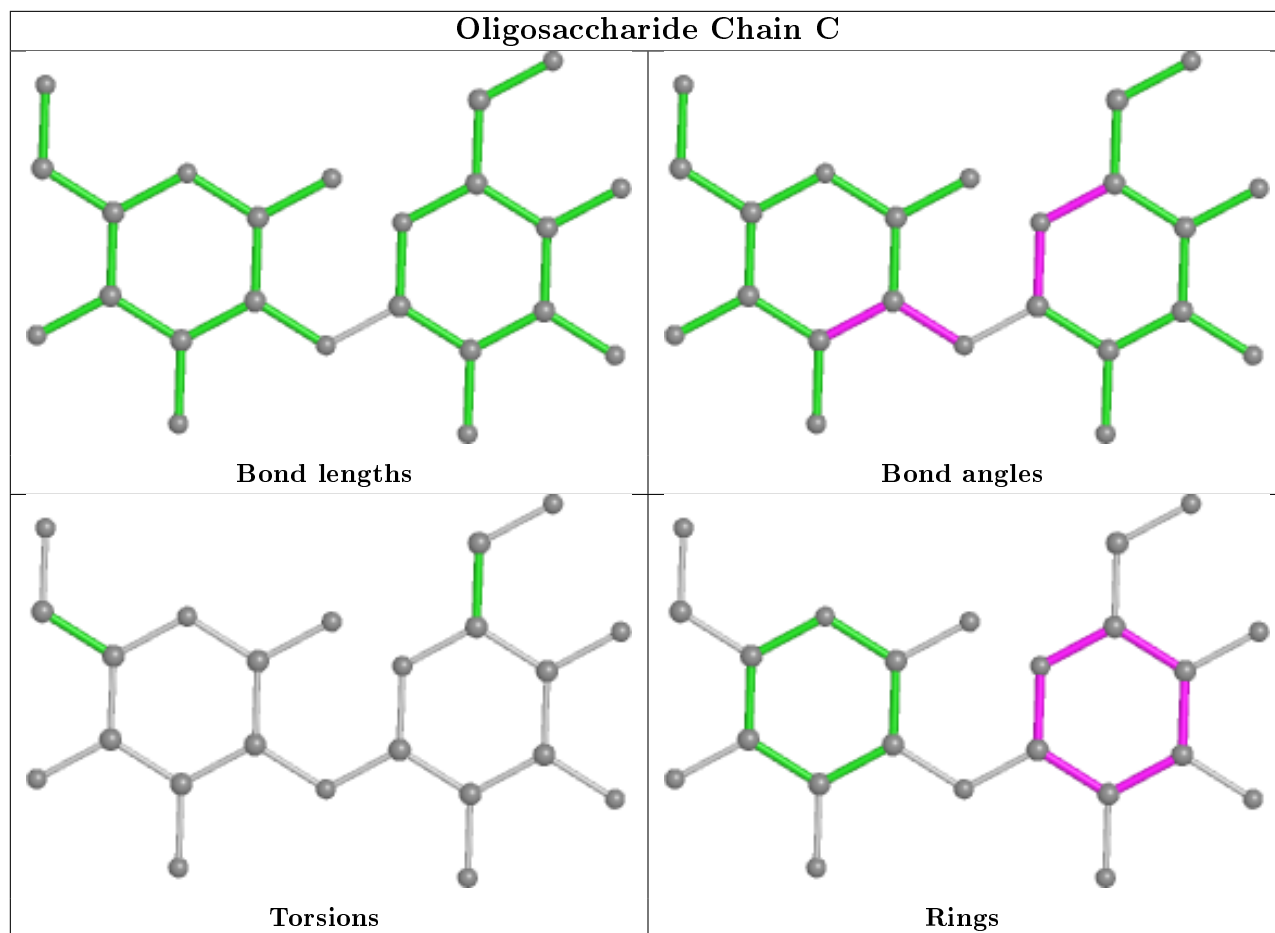 Oligosaccharide Chain C
Bond lengths
Bond angles
Torsions
Rings